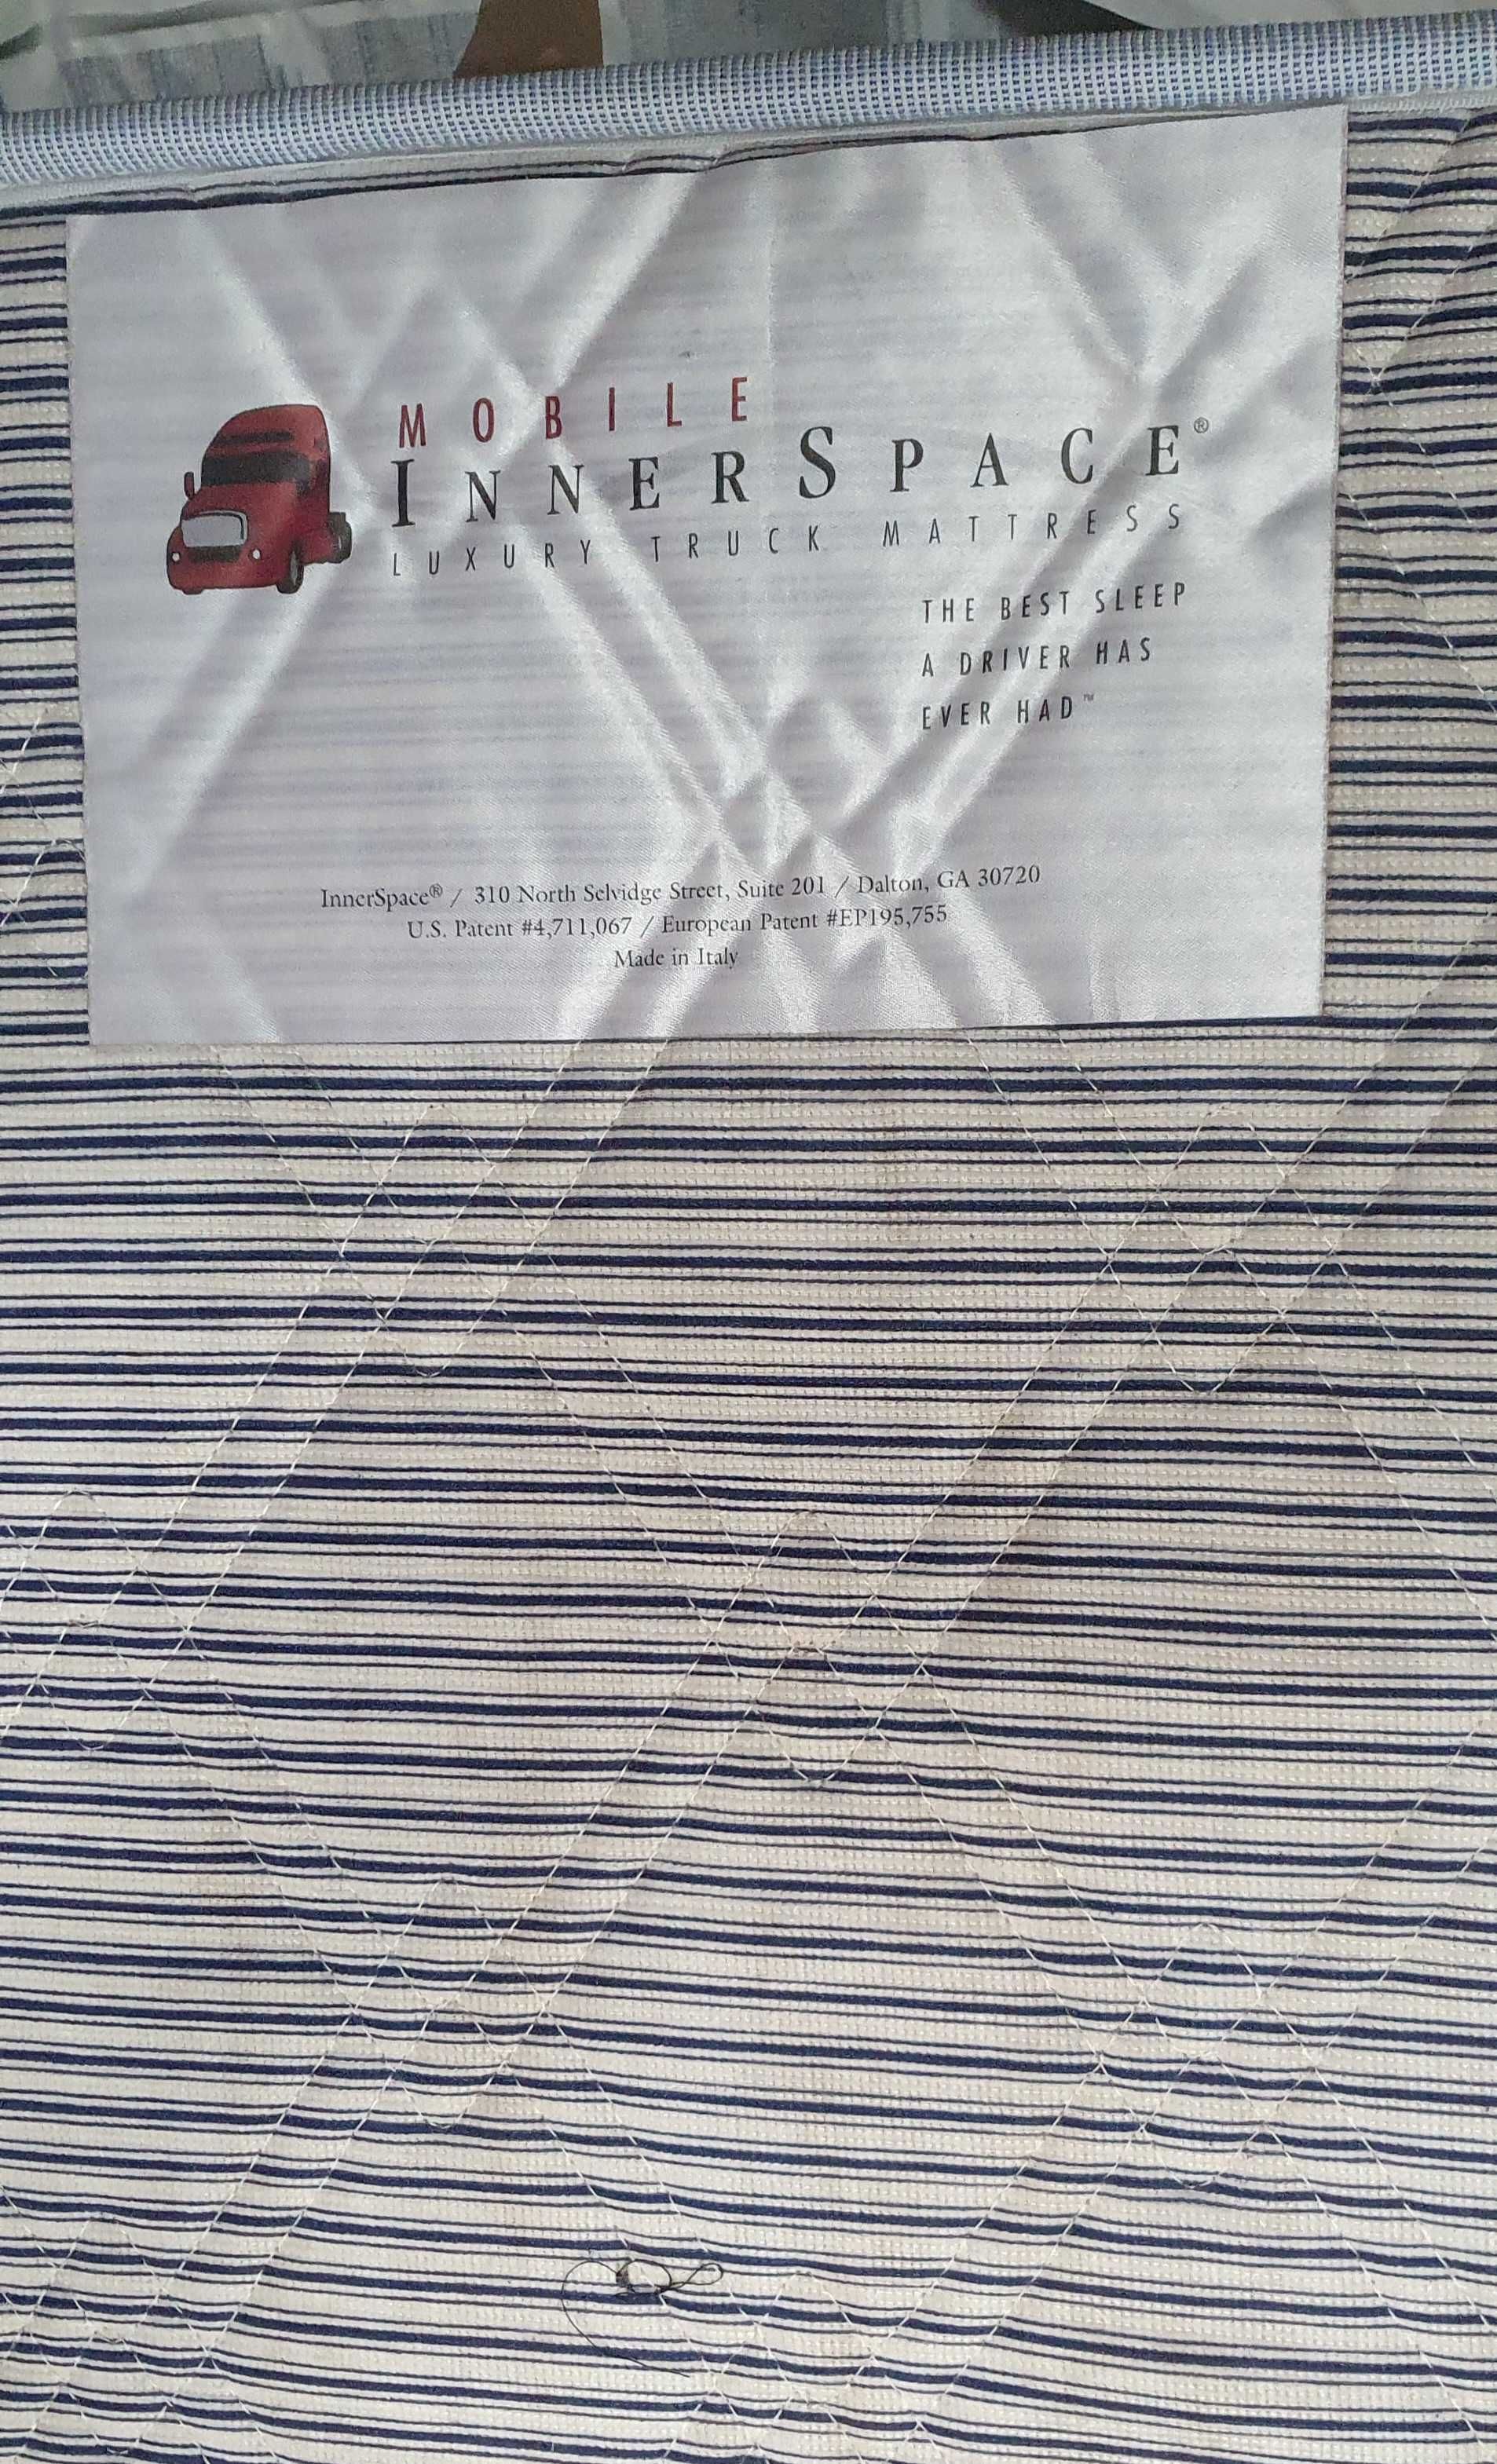 MOBILE
INNERSPACE®
LUXURY TRUCK MATTRESS
THE BEST SLEEP
A DRIVER HAS
EVER HAD™
InnerSpace® / 310 North Selvidge Street, Suite 201 / Dalton, GA 30720
U.S. Patent #4,711,067 / European Patent #EP195,755
Made in Italy